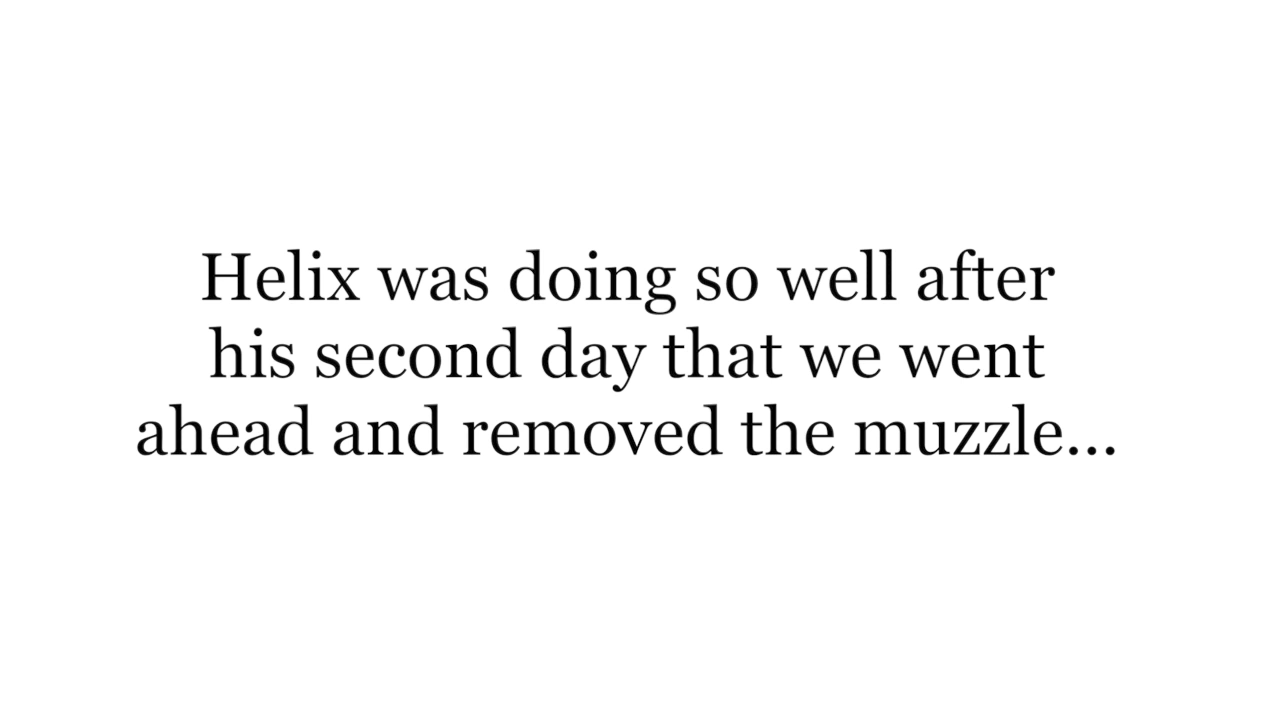 Helix was doing so well after
his second day that we went
ahead and removed the muzzle...